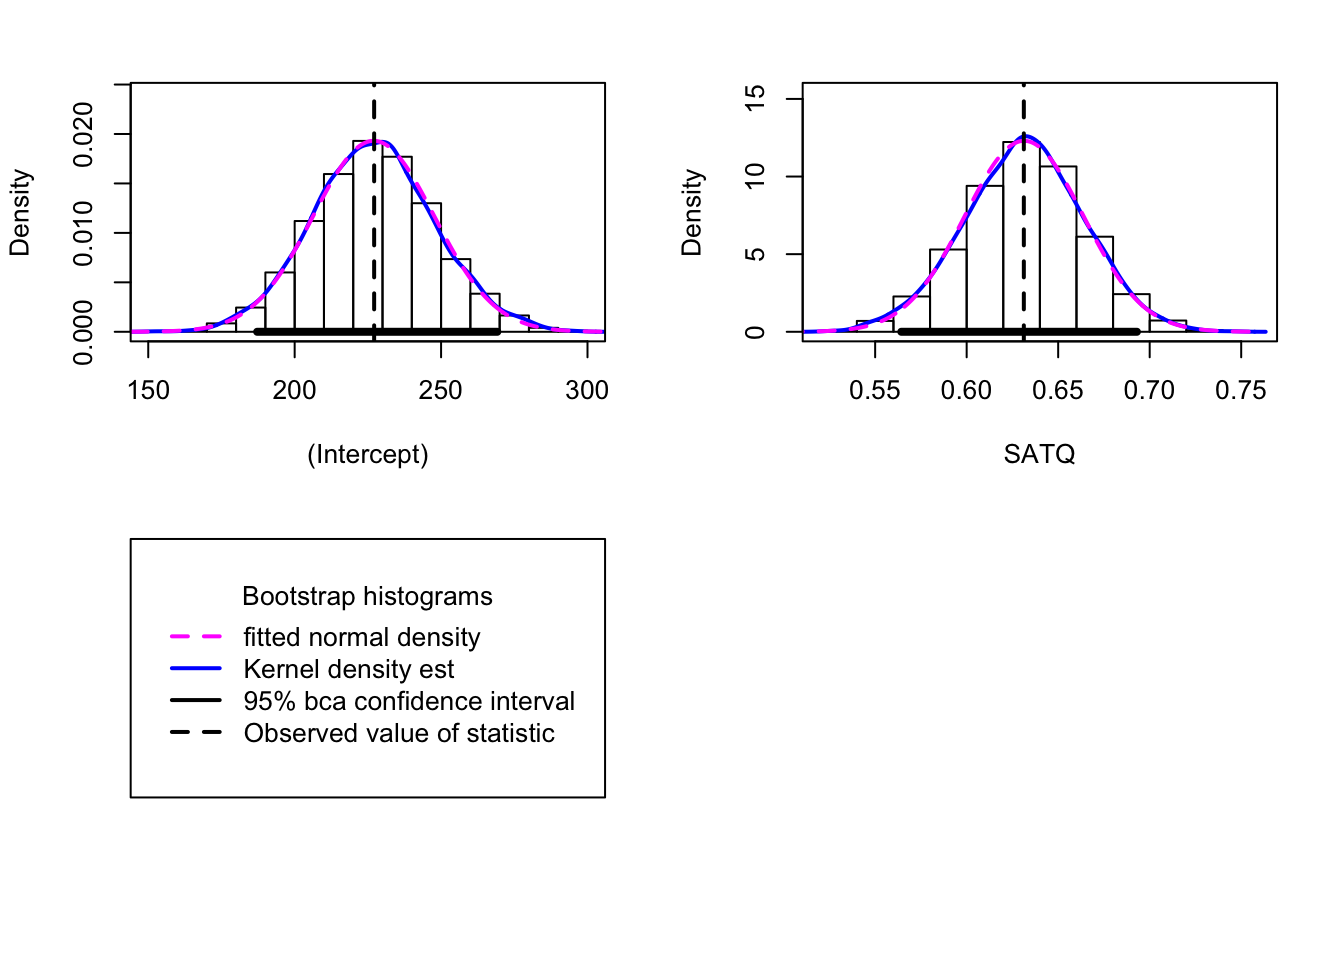 Density
0.000
0.010
0.020
150
200
250
300
(Intercept)
Density
0
5
10
15
0.55
0.60
0.65
0.70
0.75
SATQ
Bootstrap histograms
fitted normal density
Kernel density est
95% bca confidence interval
Observed value of statistic